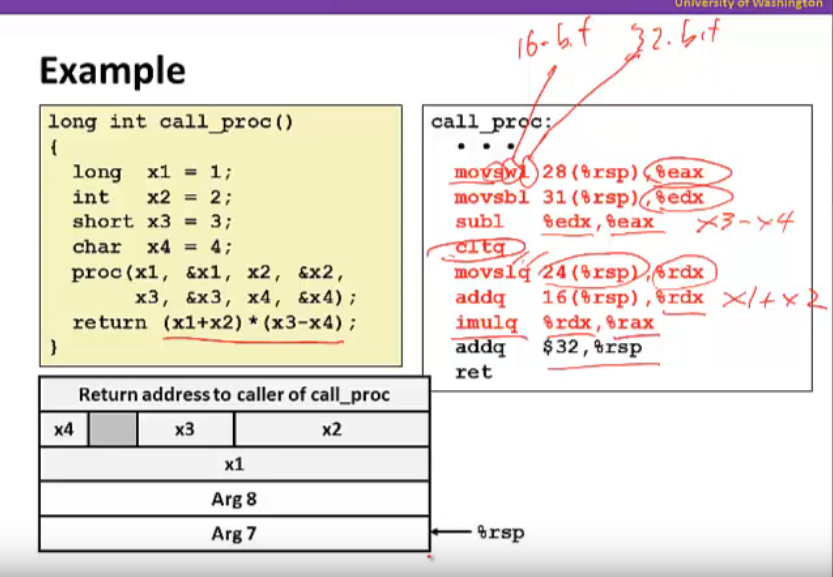 University of Washington
16-bit 32-bit
Example
long int call_proc()
{
long x1 = 1;
int x2 = 2;
short x3 = 3;
char x4 = 4;
proc(x1, &x1, x2, &x2,
x3, &x3, x4, &x4);
return (x1+x2)*(x3-x4);
}
call_proc:
• • •
movswl 28(%rsp),%eax
movsbl 31(%rsp),%edx
subl %edx,%eax x3-x4
cltq
movslq 24(%rsp),%rdx
addq 16(%rsp),%rdx x1+x2
imulq %rdx,%rax
addq $32,%rsp
ret
Return address to caller of call_proc
x4 x3 x2
x1
Arg 8
Arg 7 %rsp